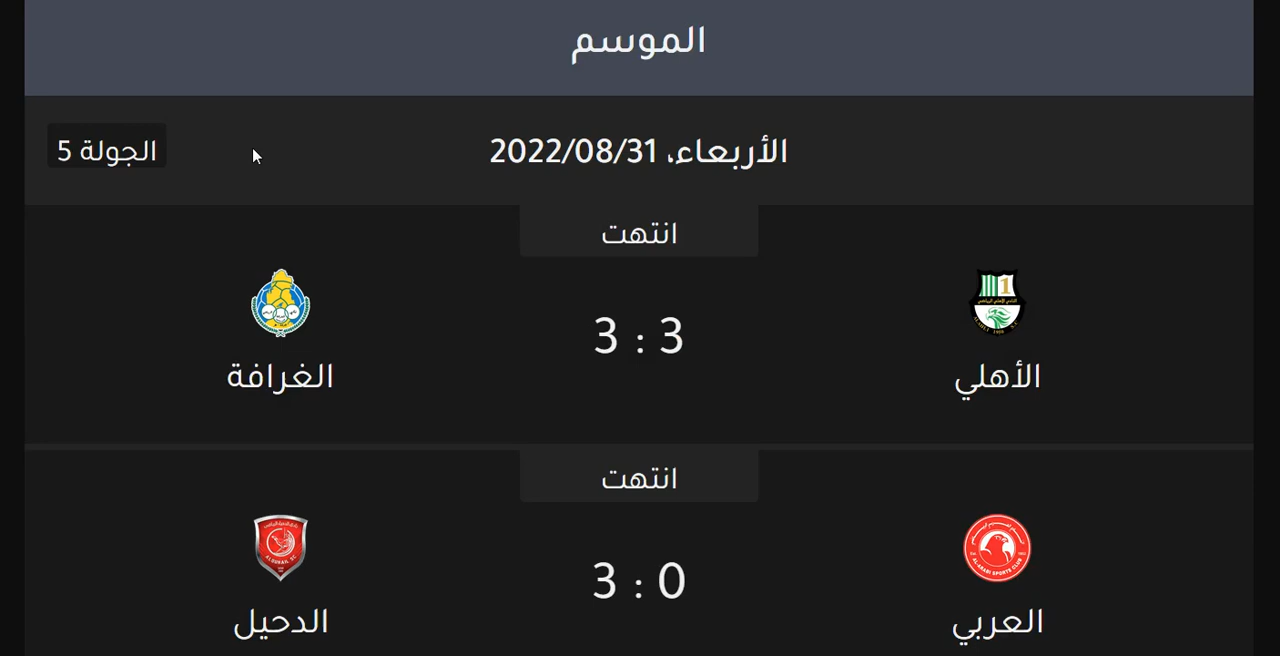 الموسم
الأربعاء، 2022/08/31
الجولة 5
انتهت
3 : 3
الأهلي
الغرافة
انتهت
3 : 0
العربي
الدحيل